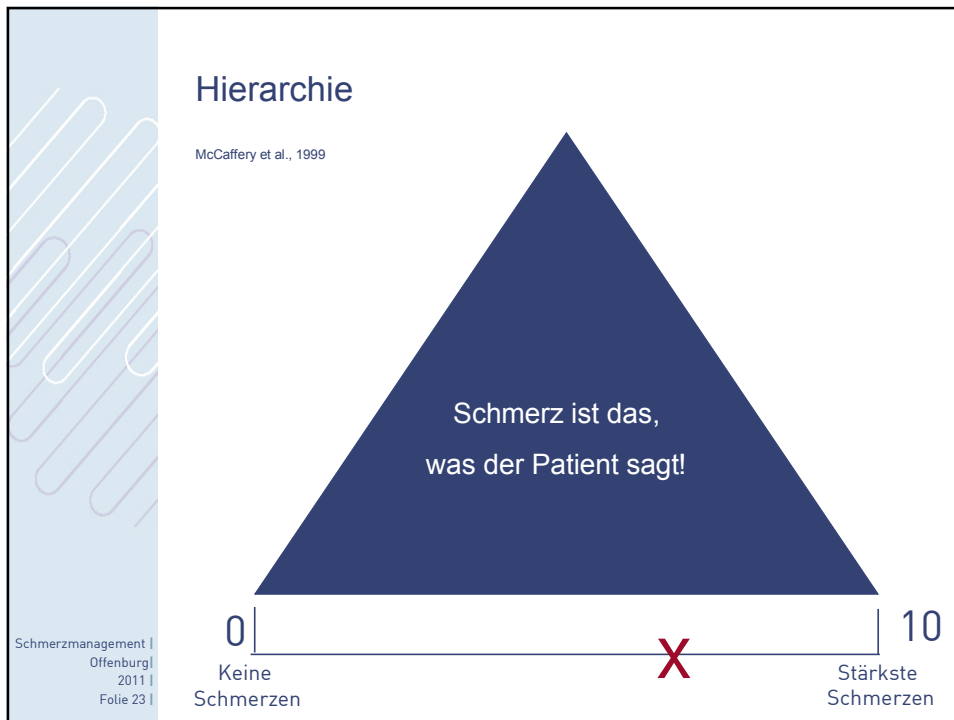 Hierarchie
McCaffery et al., 1999
Schmerz ist das,
was der Patient sagt!
0
10
X
Keine
Schmerzen
Stärkste
Schmerzen
Schmerzmanagement |
Offenburg|
2011 |
Folie 23 |